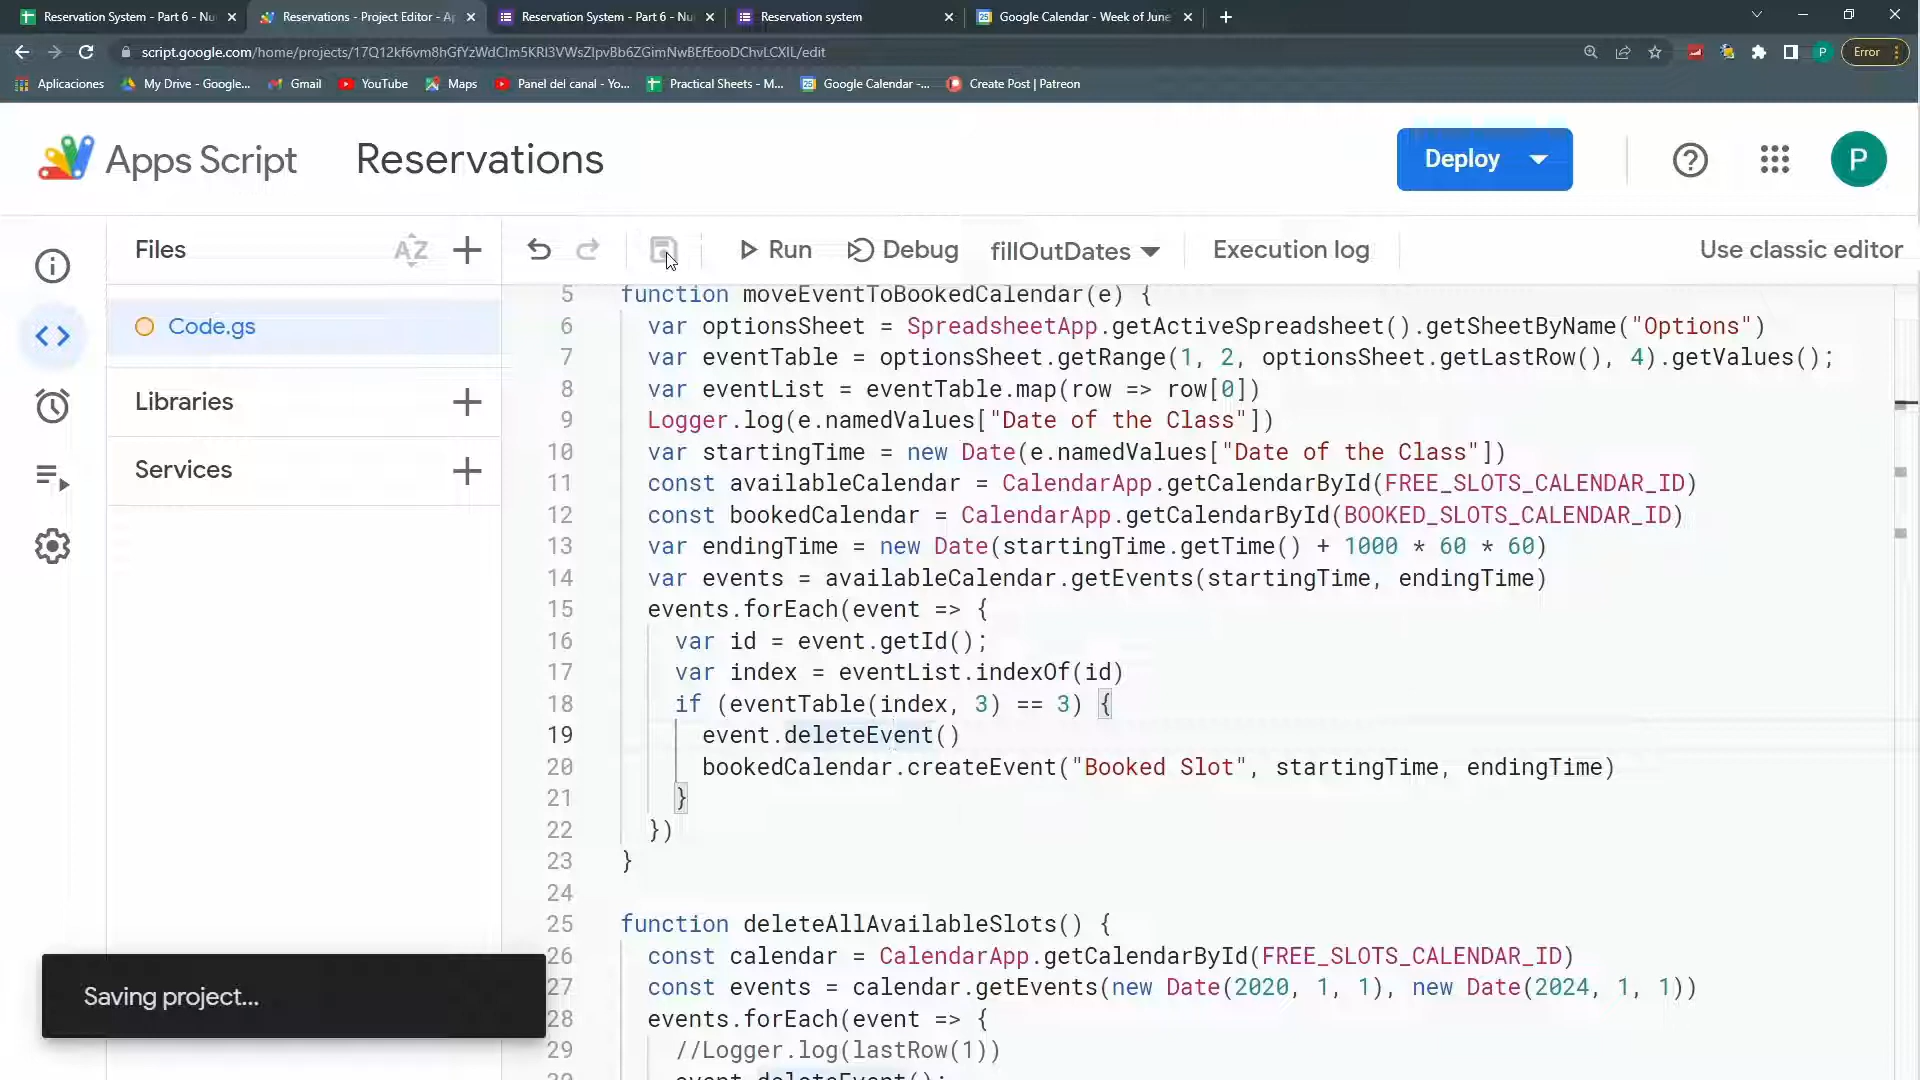 Reservation System - Part 6 - Nu
Reservations - Project Editor - Ap
Reservation System - Part 6 - Nu
Reservation system
Google Calendar - Week of June
script.google.com/home/projects/17Q12kf6vm8hGfYzWdClm5KRI3VWsZIpvBb6ZGimNwBEfEooDChvLCXlL/edit
P
Error
Aplicaciones
My Drive - Google...
Gmail
YouTube
Maps
Panel del canal - Yo...
Practical Sheets - M...
Google Calendar -...
Create Post | Patreon
Apps Script
Reservations
Deploy
P
Files
AZ
Run
Debug
fillOutDates
Execution log
Use classic editor
Code.gs
Libraries
Services
5 function moveEventToBookedCalendar(e) {
6 var optionsSheet = SpreadsheetApp.getActiveSpreadsheet().getSheetByName("Options")
7 var eventTable = optionsSheet.getRange(1, 2, optionsSheet.getLastRow(), 4).getValues();
8 var eventList = eventTable.map(row => row[0])
9 Logger.log(e.namedValues["Date of the Class"])
10 var startingTime = new Date(e.namedValues["Date of the Class"])
11 const availableCalendar = CalendarApp.getCalendarById(FREE_SLOTS_CALENDAR_ID)
12 const bookedCalendar = CalendarApp.getCalendarById(BOOKED_SLOTS_CALENDAR_ID)
13 var endingTime = new Date(startingTime.getTime() + 1000 * 60 * 60)
14 var events = availableCalendar.getEvents(startingTime, endingTime)
15 events.forEach(event => {
16 var id = event.getId();
17 var index = eventList.indexOf(id)
18 if (eventTable(index, 3) == 3) {
19 event.deleteEvent()
20 bookedCalendar.createEvent("Booked Slot", startingTime, endingTime)
21 }
22 })
23 }
24
25 function deleteAllAvailableSlots() {
26 const calendar = CalendarApp.getCalendarById(FREE_SLOTS_CALENDAR_ID)
27 const events = calendar.getEvents(new Date(2020, 1, 1), new Date(2024, 1, 1))
28 events.forEach(event => {
29 //Logger.log(lastRow(1))
30 event.deleteEvent();
Saving project...